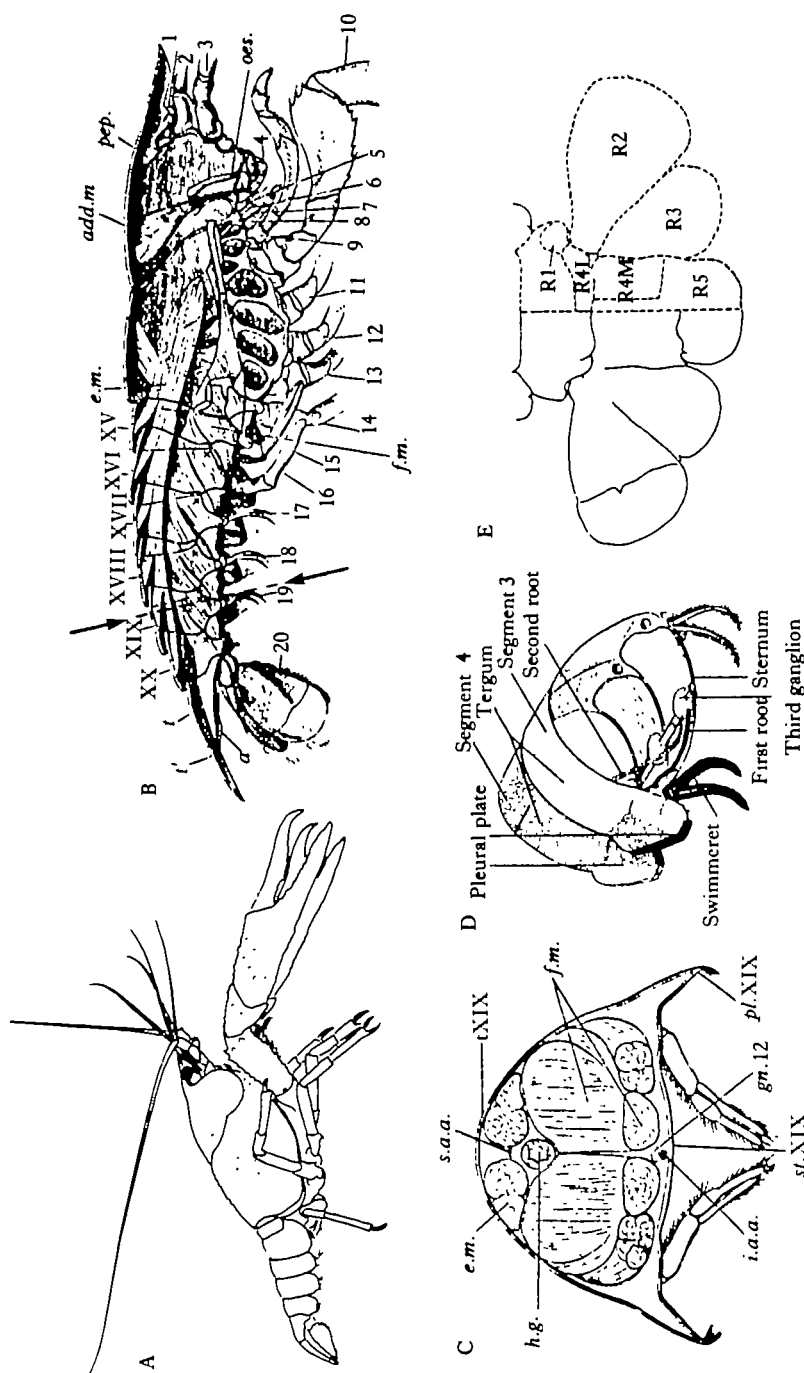 A
B
pep.
add.m
e.m.
XV
XVI
XVII
XVIII
XIX
XX
t
t'
a
1
2
3
oes.
4
5
6
7
8
9
10
11
12
13
14
f.m.
15
16
17
18
19
20
C
s.a.a.
t.XIX
e.m.
h.g.
f.m.
pl.XIX
gn.12
st.XIX
i.a.a.
D
Pleural plate
Segment 4
Tergum
Segment 3
Second root
Swimmeret
First root
Sternum
Third ganglion
E
R1
R2
R3
R4L
R4M
R5